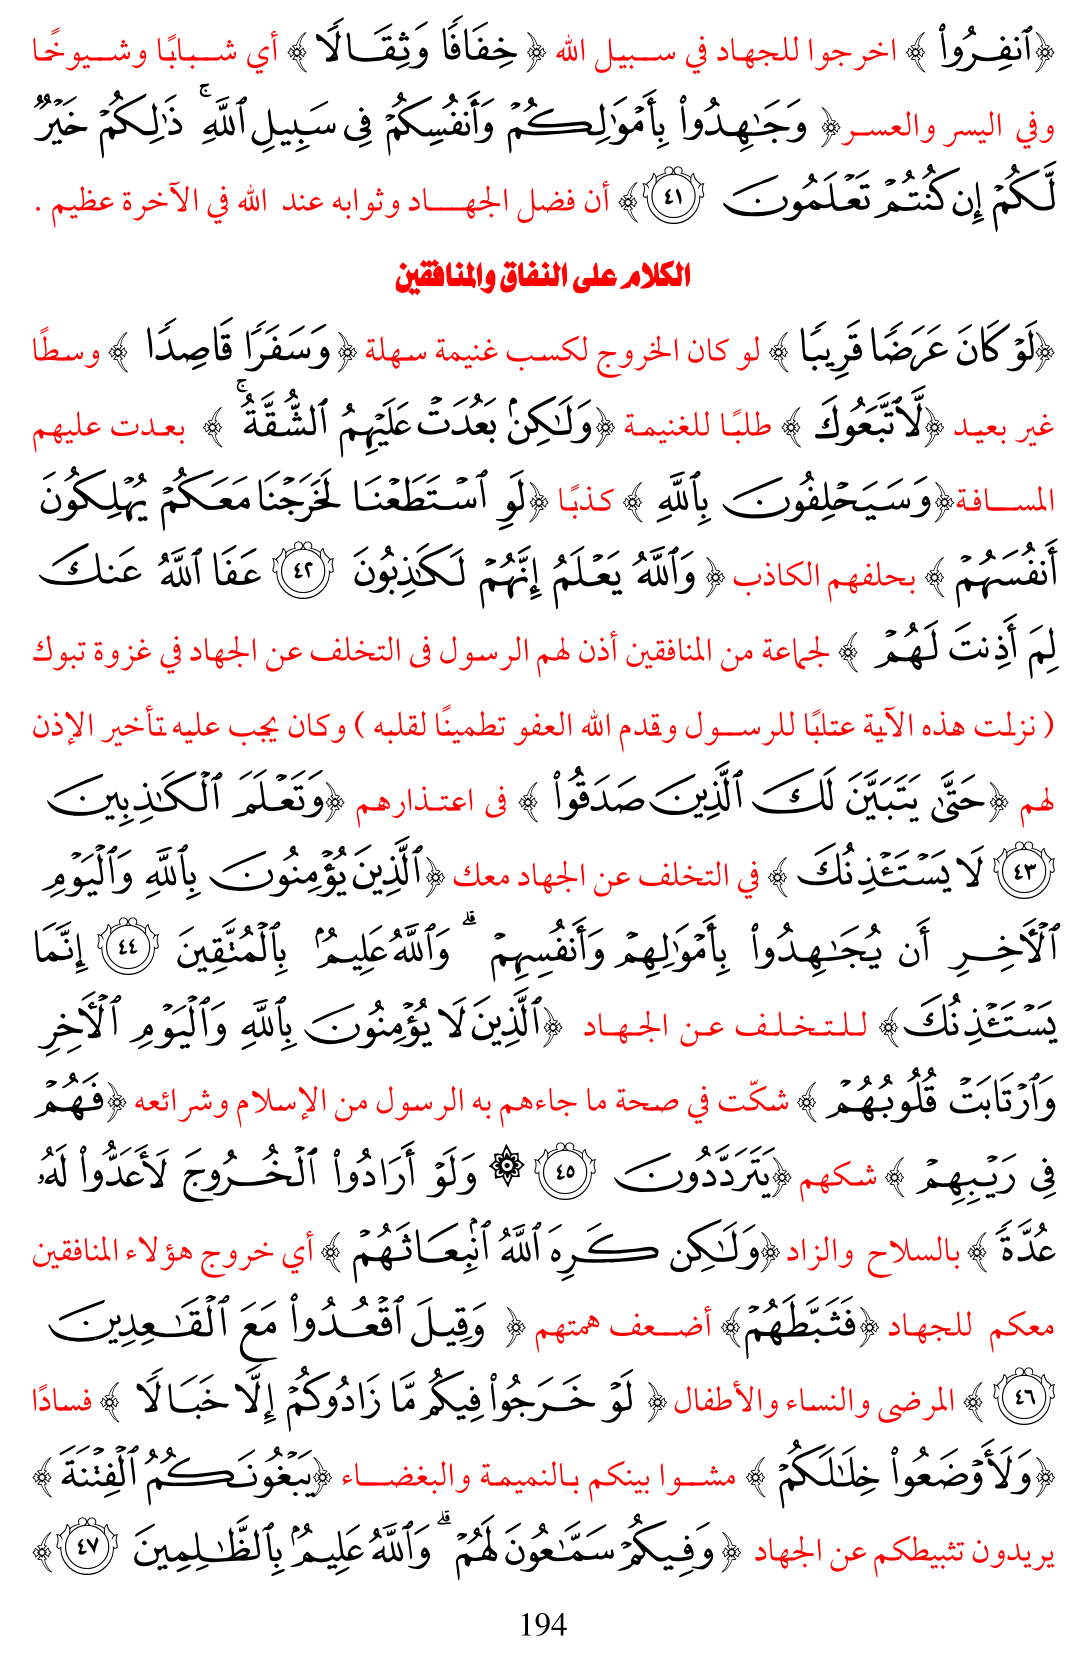 ﴿ٱنفِرُوا۟ ﴾ اخرجوا للجهاد في سبيل الله ﴿ خِفَافًا وَثِقَالًا ﴾ أي شبابًا وشيوخًا
وفي اليسر والعسر﴿ وَجَـٰهِدُوا۟ بِأَمْوَٰلِكُمْ وَأَنفُسِكُمْ فِى سَبِيلِ ٱللَّهِ ۚ ذَٰلِكُمْ خَيْرٌ
لَّكُمْ إِن كُنتُمْ تَعْلَمُونَ ٤١﴾ أن فضل الجهاد وثوابه عند الله في الآخرة عظيم .
الكلام على النفاق والمنافقين
﴿لَوْ كَانَ عَرَضًا قَرِيبًا ﴾ لو كان الخروج لكسب غنيمة سهلة ﴿وَسَفَرًا قَاصِدًا ﴾ وسطًا
غير بعيد ﴿لَّٱتَّبَعُوكَ ﴾ طلبًا للغنيمة ﴿وَلَـٰكِنۢ بَعُدَتْ عَلَيْهِمُ ٱلشُّقَّةُ ۚ ﴾ بعدت عليهم
المسافة﴿وَسَيَحْلِفُونَ بِٱللَّهِ ﴾ كذبًا ﴿لَوِ ٱسْتَطَعْنَا لَخَرَجْنَا مَعَكُمْ يُهْلِكُونَ
أَنفُسَهُمْ ﴾ بحلفهم الكاذب ﴿ وَٱللَّهُ يَعْلَمُ إِنَّهُمْ لَكَـٰذِبُونَ ٤٢ عَفَا ٱللَّهُ عَنكَ
لِمَ أَذِنتَ لَهُمْ ﴾ لجماعة من المنافقين أذن لهم الرسول فى التخلف عن الجهاد في غزوة تبوك
( نزلت هذه الآية عتابًا للرسول وقدم الله العفو تطمينًا لقلبه ) وكان يجب عليه تأخير الإذن
لهم ﴿حَتَّىٰ يَتَبَيَّنَ لَكَ ٱلَّذِينَ صَدَقُوا۟ ﴾ فى اعتذارهم ﴿وَتَعْلَمَ ٱلْكَـٰذِبِينَ
٤٣﴾ لَا يَسْتَـْٔذِنُكَ ﴾ في التخلف عن الجهاد معك ﴿ٱلَّذِينَ يُؤْمِنُونَ بِٱللَّهِ وَٱلْيَوْمِ
ٱلْـَٔاخِرِ أَن يُجَـٰهِدُوا۟ بِأَمْوَٰلِهِمْ وَأَنفُسِهِمْ ۗ وَٱللَّهُ عَلِيمٌۢ بِٱلْمُتَّقِينَ ٤٤ إِنَّمَا
يَسْتَـْٔذِنُكَ﴾ للتخلف عن الجهاد ﴿ٱلَّذِينَ لَا يُؤْمِنُونَ بِٱللَّهِ وَٱلْيَوْمِ ٱلْـَٔاخِرِ
وَٱرْتَابَتْ قُلُوبُهُمْ ﴾ شكّت في صحة ما جاءهم به الرسول من الإسلام وشرائعه ﴿فَهُمْ
فِى رَيْبِهِمْ ﴾ شكهم ﴿يَتَرَدَّدُونَ ٤٥ ۞ وَلَوْ أَرَادُوا۟ ٱلْخُرُوجَ لَأَعَدُّوا۟ لَهُۥ
عُدَّةً ﴾ بالسلاح والزاد ﴿وَلَـٰكِن كَرِهَ ٱللَّهُ ٱنۢبِعَاثَهُمْ ﴾ أي خروج هؤلاء المنافقين
معكم للجهاد ﴿فَثَبَّطَهُمْ﴾ أضعف همتهم ﴿ وَقِيلَ ٱقْعُدُوا۟ مَعَ ٱلْقَـٰعِدِينَ
٤٦ ﴾ المرضى والنساء والأطفال ﴿ لَوْ خَرَجُوا۟ فِيكُم مَّا زَادُوكُمْ إِلَّا خَبَالًا ﴾ فسادًا
﴿وَلَأَوْضَعُوا۟ خِلَـٰلَكُمْ ﴾ مشوا بينكم بالنميمة والبغضاء ﴿يَبْغُونَكُمُ ٱلْفِتْنَةَ ﴾
يريدون تثبيطكم عن الجهاد ﴿ وَفِيكُمْ سَمَّـٰعُونَ لَهُمْ ۗ وَٱللَّهُ عَلِيمٌۢ بِٱلظَّـٰلِمِينَ ٤٧﴾
194